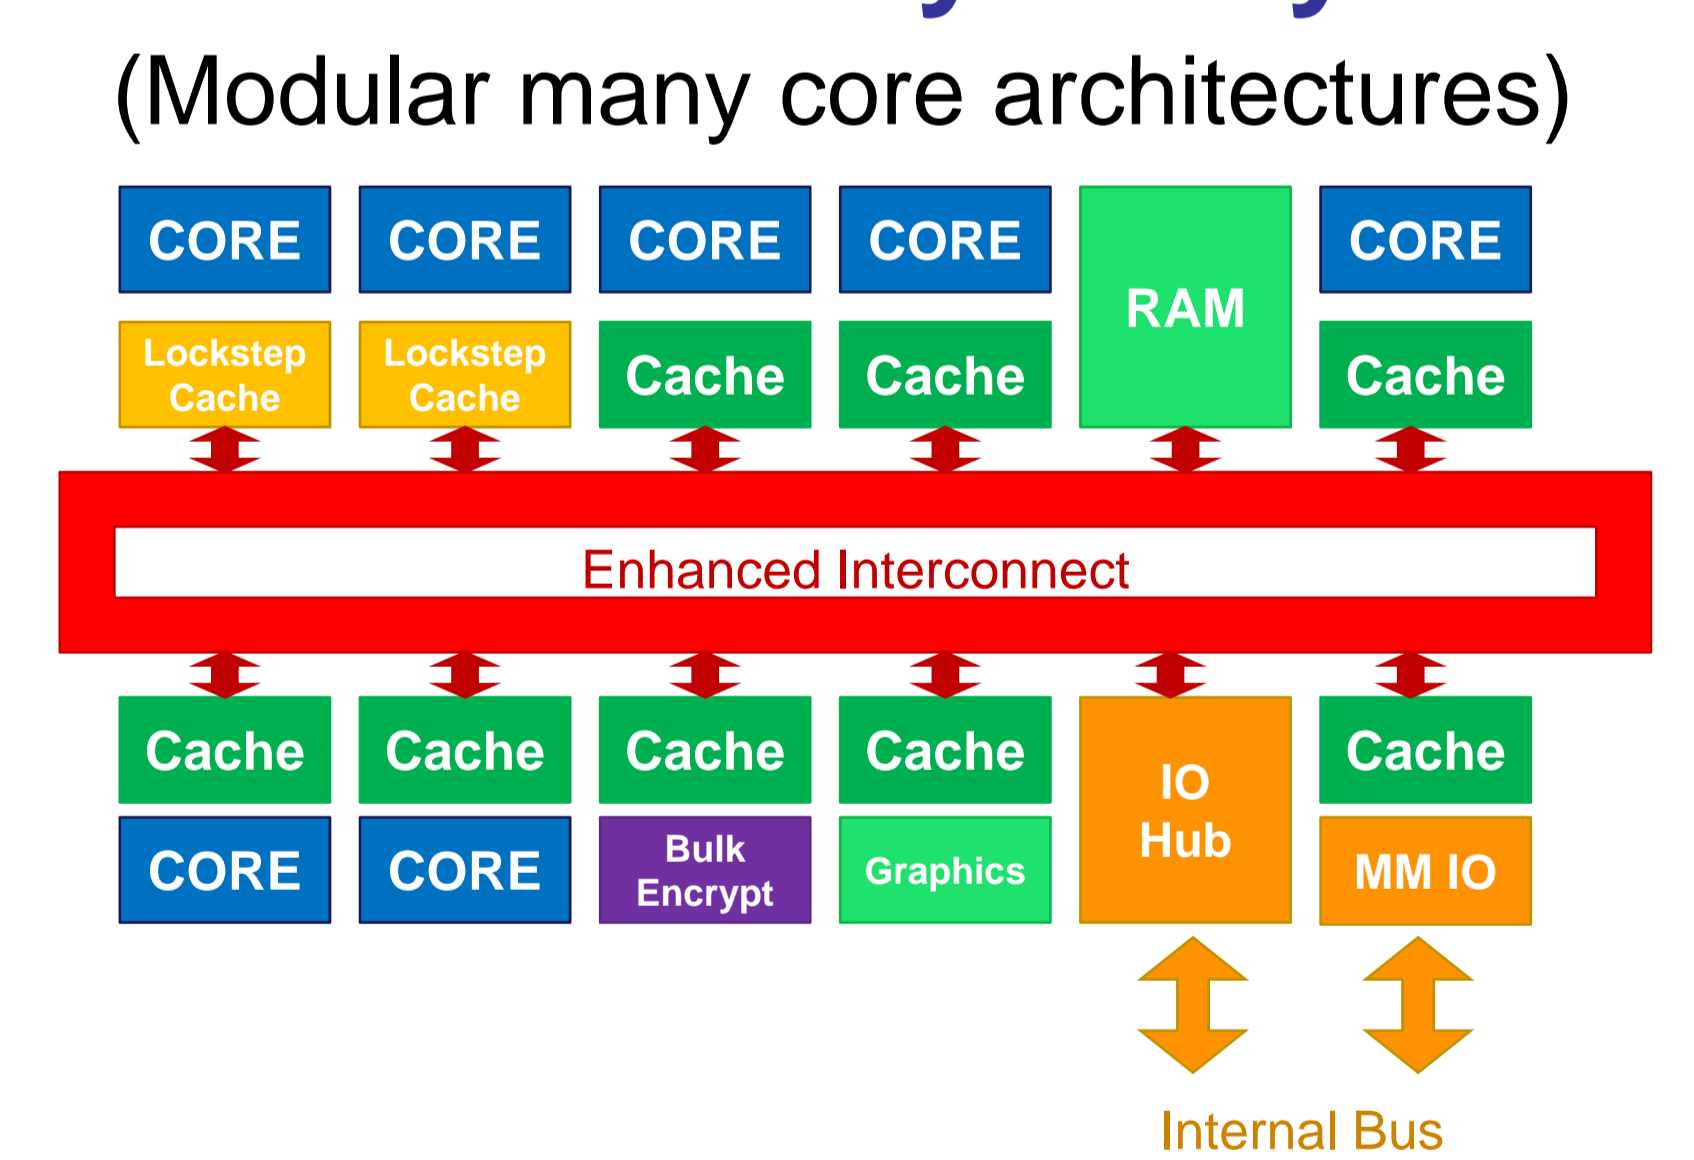 (Modular many core architectures)
CORE CORE CORE CORE RAM CORE
Lockstep
Cache
Lockstep
Cache
Cache Cache Cache
Enhanced Interconnect
Cache Cache Cache Cache IO
Hub
Cache
CORE CORE Bulk
Encrypt
Graphics MM IO
Internal Bus